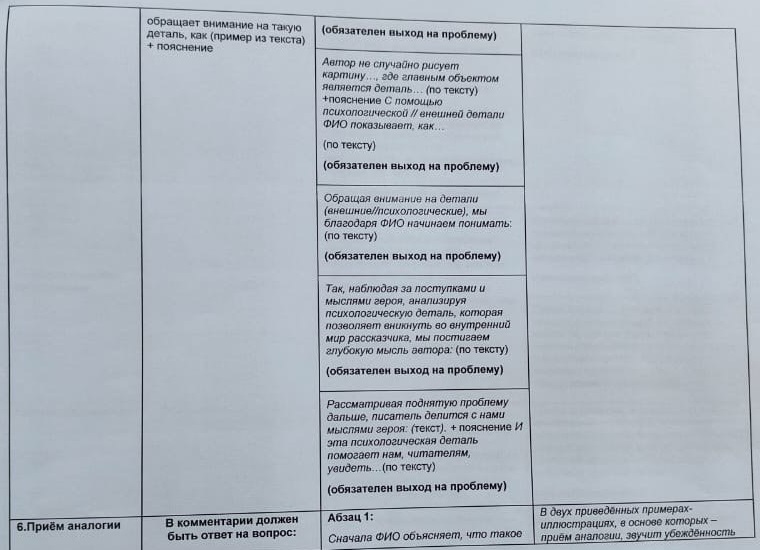 обращает внимание на такую
деталь, как (пример из текста)
+ пояснение
(обязателен выход на проблему)
Автор не случайно рисует
картину…, где главным объектом
является деталь… (по тексту)
+пояснение С помощью
психологической // внешней детали
ФИО показывает, как…
(по тексту)
(обязателен выход на проблему)
Обращая внимание на детали
(внешние//психологические), мы
благодаря ФИО начинаем понимать:
(по тексту)
(обязателен выход на проблему)
Так, наблюдая за поступками и
мыслями героя, анализируя
психологическую деталь, которая
позволяет вникнуть во внутренний
мир рассказчика, мы постигаем
глубокую мысль автора: (по тексту)
(обязателен выход на проблему)
Рассматривая поднятую проблему
дальше, писатель делится с нами
мыслями героя: (текст). + пояснение И
эта психологическая деталь
помогает нам, читателям,
увидеть…(по тексту)
(обязателен выход на проблему)
6.Приём аналогии
В комментарии должен
быть ответ на вопрос:
Абзац 1:
Сначала ФИО объясняет, что такое
В двух приведённых примерах-
иллюстрациях, в основе которых –
приём аналогии, звучит убеждённость